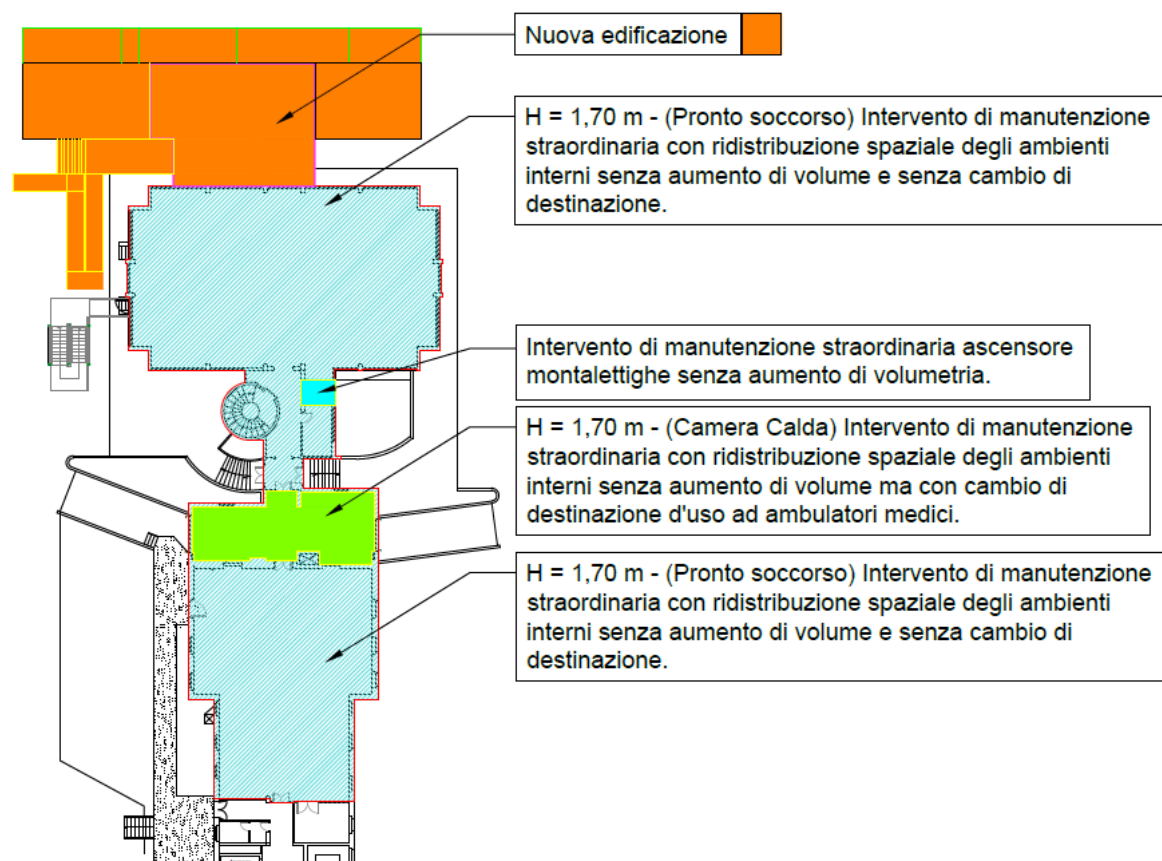 Nuova edificazione
H = 1,70 m - (Pronto soccorso) Intervento di manutenzione
straordinaria con ridistribuzione spaziale degli ambienti
interni senza aumento di volume e senza cambio di
destinazione.
Intervento di manutenzione straordinaria ascensore
montalettighe senza aumento di volumetria.
H = 1,70 m - (Camera Calda) Intervento di manutenzione
straordinaria con ridistribuzione spaziale degli ambienti
interni senza aumento di volume ma con cambio di
destinazione d'uso ad ambulatori medici.
H = 1,70 m - (Pronto soccorso) Intervento di manutenzione
straordinaria con ridistribuzione spaziale degli ambienti
interni senza aumento di volume e senza cambio di
destinazione.